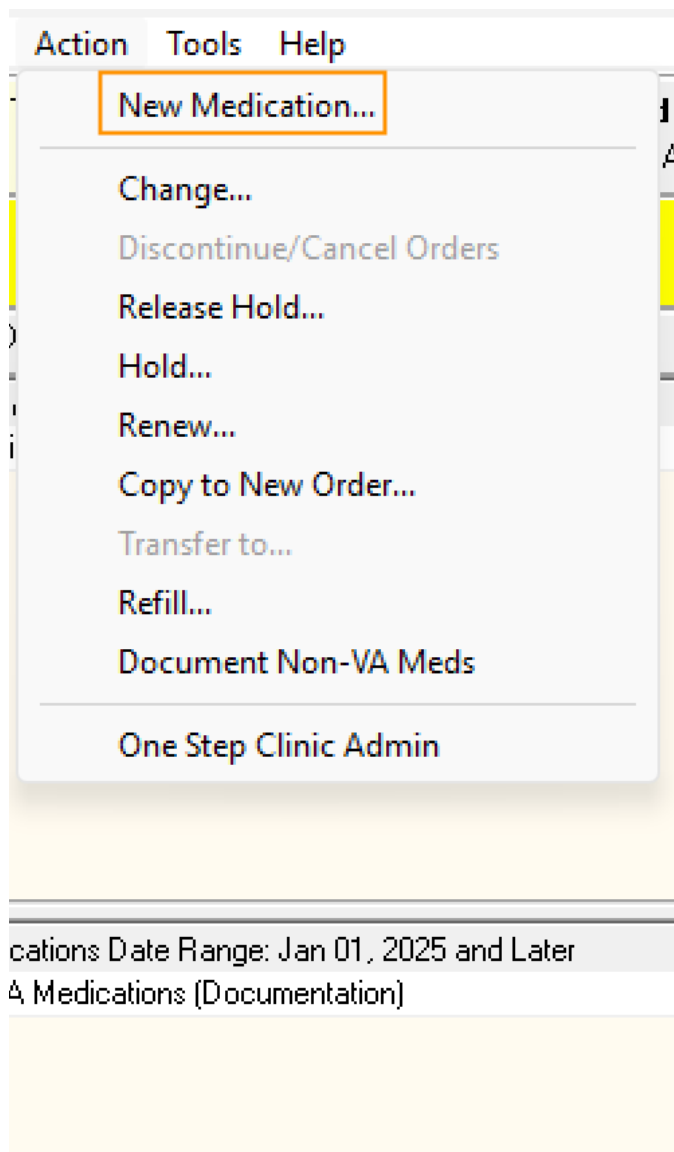 Action Tools Help
New Medication...
Change...
Discontinue/Cancel Orders
Release Hold...
Hold...
Renew...
Copy to New Order...
Transfer to...
Refill...
Document Non-VA Meds
One Step Clinic Admin
cations Date Range: Jan 01, 2025 and Later
A Medications (Documentation)